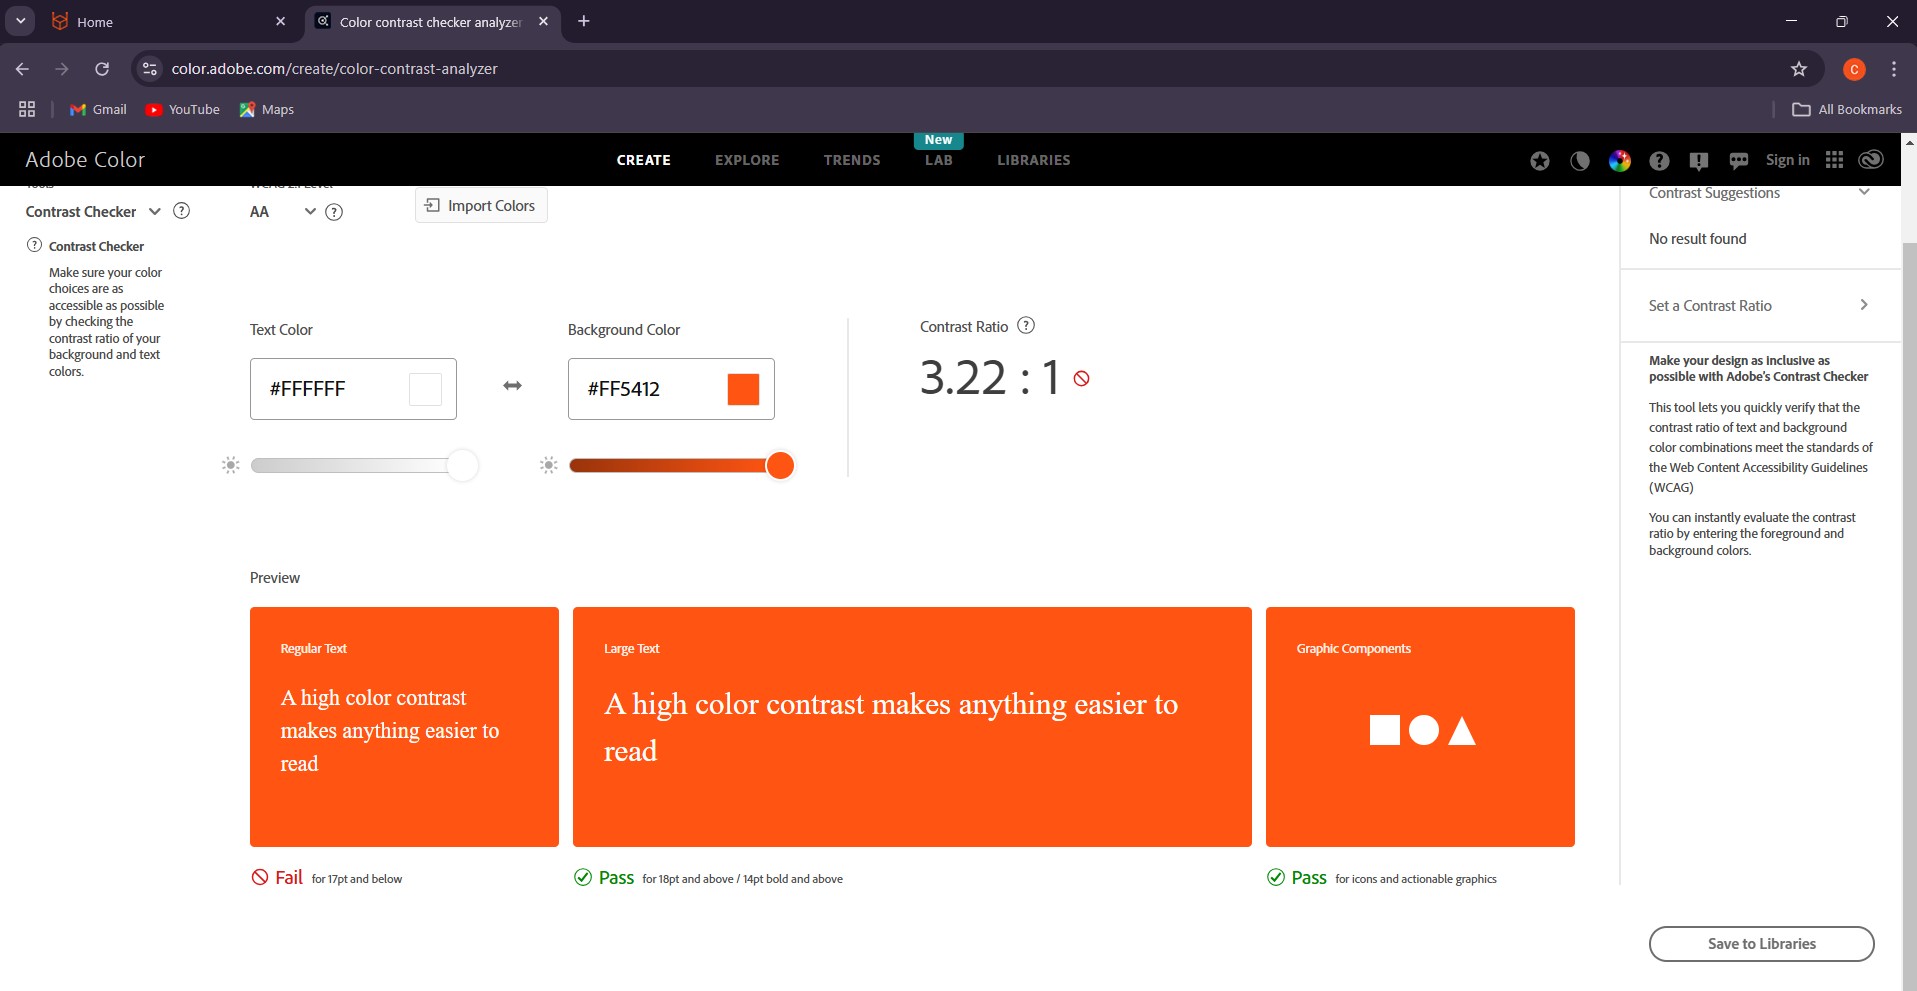 Home
Color contrast checker analyzer
color.adobe.com/create/color-contrast-analyzer
C
Gmail
YouTube
Maps
All Bookmarks
Adobe Color
CREATE
EXPLORE
TRENDS
New
LAB
LIBRARIES
Sign in
Tools
Contrast Checker
Contrast Checker
Make sure your color
choices are as
accessible as possible
by checking the
contrast ratio of your
background and text
colors.
AA
Import Colors
Text Color
#FFFFFF
Background Color
#FF5412
Contrast Ratio
3.22 : 1
Preview
Regular Text
A high color contrast
makes anything easier to
read
Fail for 17pt and below
Large Text
A high color contrast makes anything easier to
read
Pass for 18pt and above / 14pt bold and above
Graphic Components
Pass for icons and actionable graphics
Contrast Suggestions
No result found
Set a Contrast Ratio
Make your design as inclusive as
possible with Adobe's Contrast Checker
This tool lets you quickly verify that the
contrast ratio of text and background
color combinations meet the standards of
the Web Content Accessibility Guidelines
(WCAG)
You can instantly evaluate the contrast
ratio by entering the foreground and
background colors.
Save to Libraries